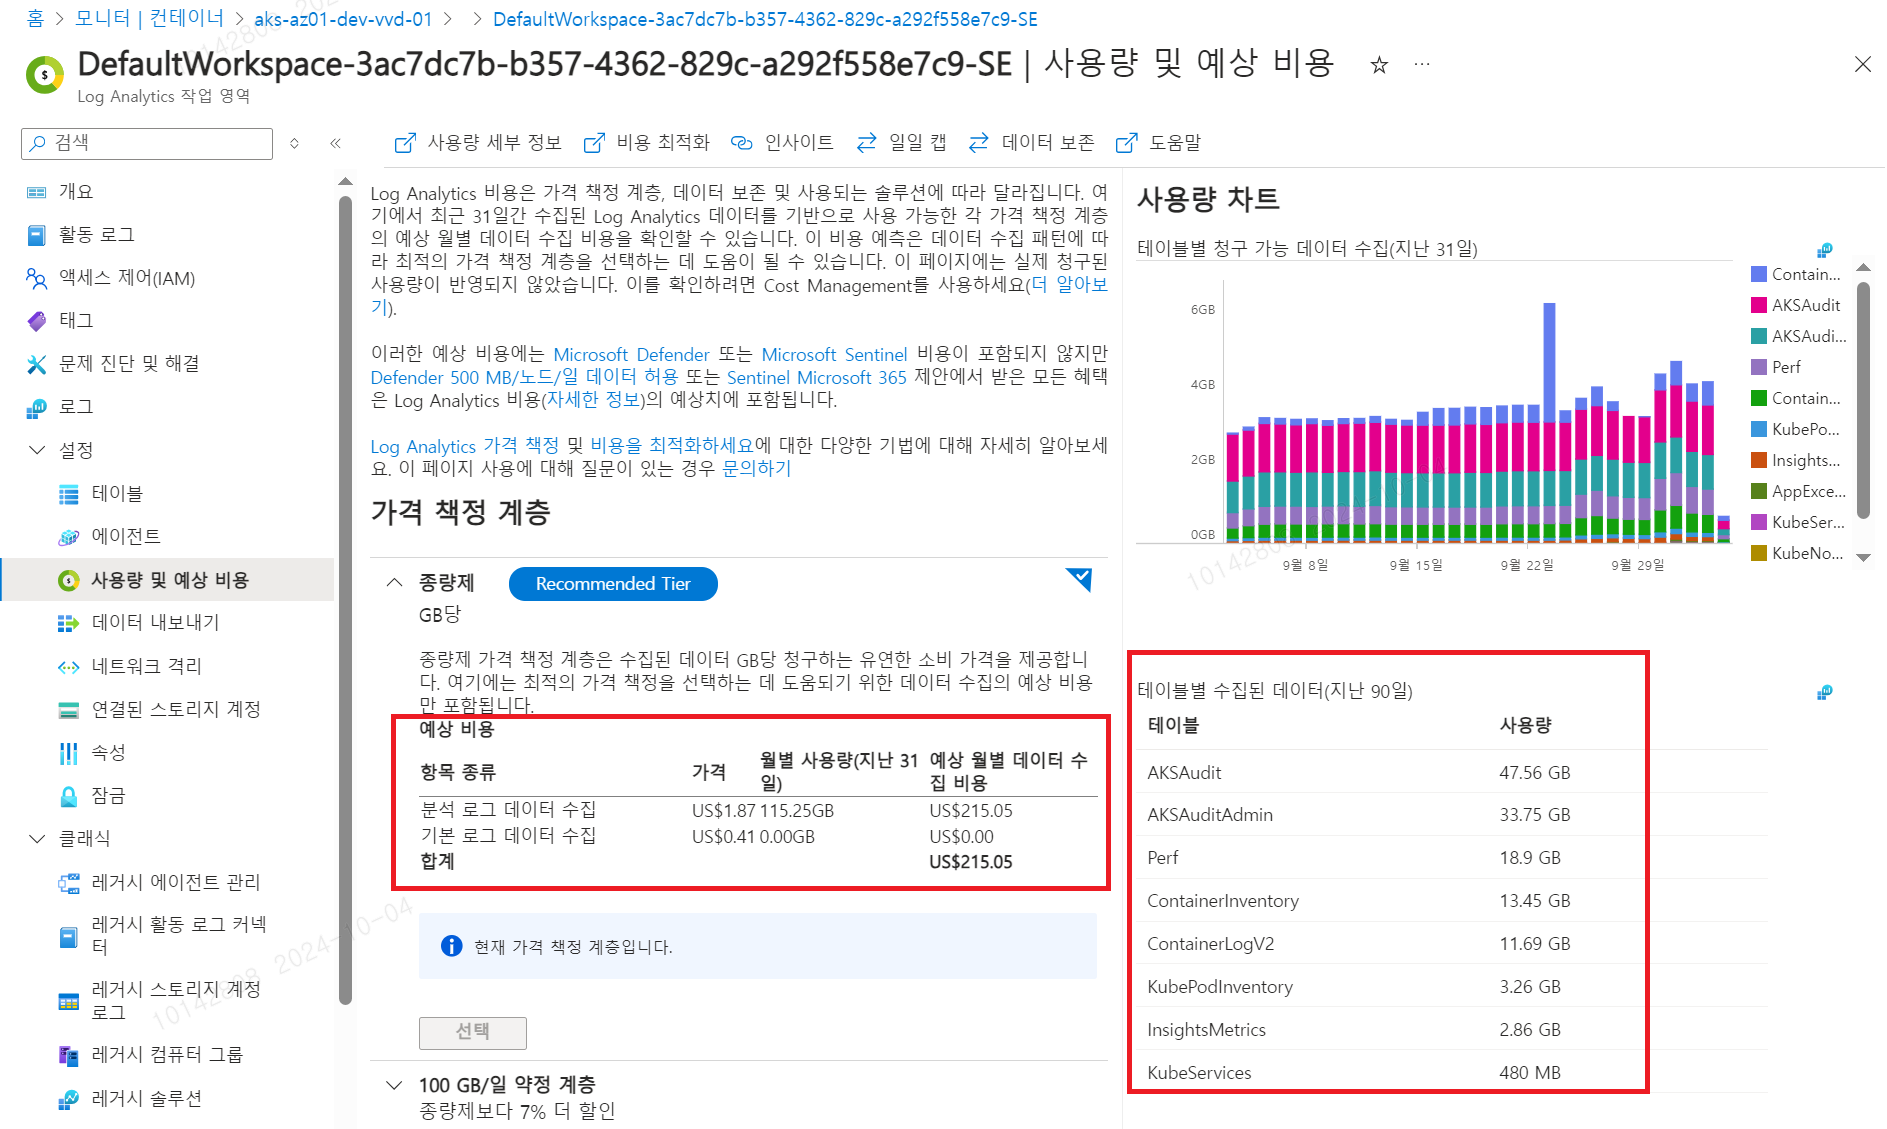 홈 > 모니터 | 컨테이너 > aks-az01-dev-vvd-01 > > DefaultWorkspace-3ac7dc7b-b357-4362-829c-a292f558e7c9-SE
DefaultWorkspace-3ac7dc7b-b357-4362-829c-a292f558e7c9-SE | 사용량 및 예상 비용 ☆ ...
Log Analytics 작업 영역
검색
사용량 세부 정보 비용 최적화 인사이트 일일 캡 데이터 보존 도움말
개요
활동 로그
액세스 제어(IAM)
태그
문제 진단 및 해결
로그
설정
테이블
에이전트
사용량 및 예상 비용
데이터 내보내기
네트워크 격리
연결된 스토리지 계정
속성
잠금
클래식
레거시 에이전트 관리
레거시 활동 로그 커넥
터
레거시 스토리지 계정
로그
레거시 컴퓨터 그룹
레거시 솔루션
Log Analytics 비용은 가격 책정 계층, 데이터 보존 및 사용되는 솔루션에 따라 달라집니다. 여
기에서 최근 31일간 수집된 Log Analytics 데이터를 기반으로 사용 가능한 각 가격 책정 계층
의 예상 월별 데이터 수집 비용을 확인할 수 있습니다. 이 비용 예측은 데이터 수집 패턴에 따
라 최적의 가격 책정 계층을 선택하는 데 도움이 될 수 있습니다. 이 페이지에는 실제 청구된
사용량이 반영되지 않았습니다. 이를 확인하려면 Cost Management를 사용하세요(더 알아보
기).
이러한 예상 비용에는 Microsoft Defender 또는 Microsoft Sentinel 비용이 포함되지 않지만
Defender 500 MB/노드/일 데이터 허용 또는 Sentinel Microsoft 365 제안에서 받은 모든 혜택
은 Log Analytics 비용(자세한 정보)의 예상치에 포함됩니다.
Log Analytics 가격 책정 및 비용을 최적화하세요에 대한 다양한 기법에 대해 자세히 알아보세
요. 이 페이지 사용에 대해 질문이 있는 경우 문의하기
가격 책정 계층
종량제 Recommended Tier
GB당
종량제 가격 책정 계층은 수집된 데이터 GB당 청구하는 유연한 소비 가격을 제공합니
다. 여기에는 최적의 가격 책정을 선택하는 데 도움되기 위한 데이터 수집의 예상 비용
만 포함됩니다.
예상 비용
항목 종류 가격 월별 사용량(지난 31일) 예상 월별 데이터 수집 비용
분석 로그 데이터 수집 US$1.87 115.25GB US$215.05
기본 로그 데이터 수집 US$0.41 0.00GB US$0.00
합계 US$215.05
현재 가격 책정 계층입니다.
선택
100 GB/일 약정 계층
종량제보다 7% 더 할인
사용량 차트
테이블별 청구 가능 데이터 수집(지난 31일)
6GB
4GB
2GB
0GB
9월 8일 9월 15일 9월 22일 9월 29일
Contain...
AKSAudit
AKSAudi...
Perf
Contain...
KubePo...
Insights...
AppExce...
KubeSer...
KubeNo...
테이블별 수집된 데이터(지난 90일)
테이블 사용량
AKSAudit 47.56 GB
AKSAuditAdmin 33.75 GB
Perf 18.9 GB
ContainerInventory 13.45 GB
ContainerLogV2 11.69 GB
KubePodInventory 3.26 GB
InsightsMetrics 2.86 GB
KubeServices 480 MB
10142808 2024-10-04